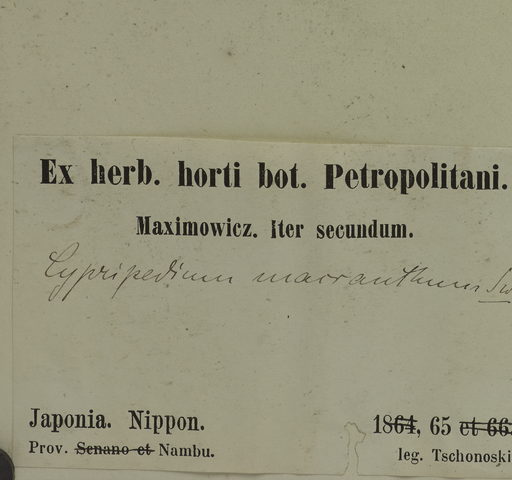 Ex herb. horti bot. Petropolitani.
Maximowicz. Iter secundum.
Cypripedium macranthum Sw
Japonia. Nippon.
Prov. Senano et Nambu.
1864, 65 et 66.
leg. Tschonoski